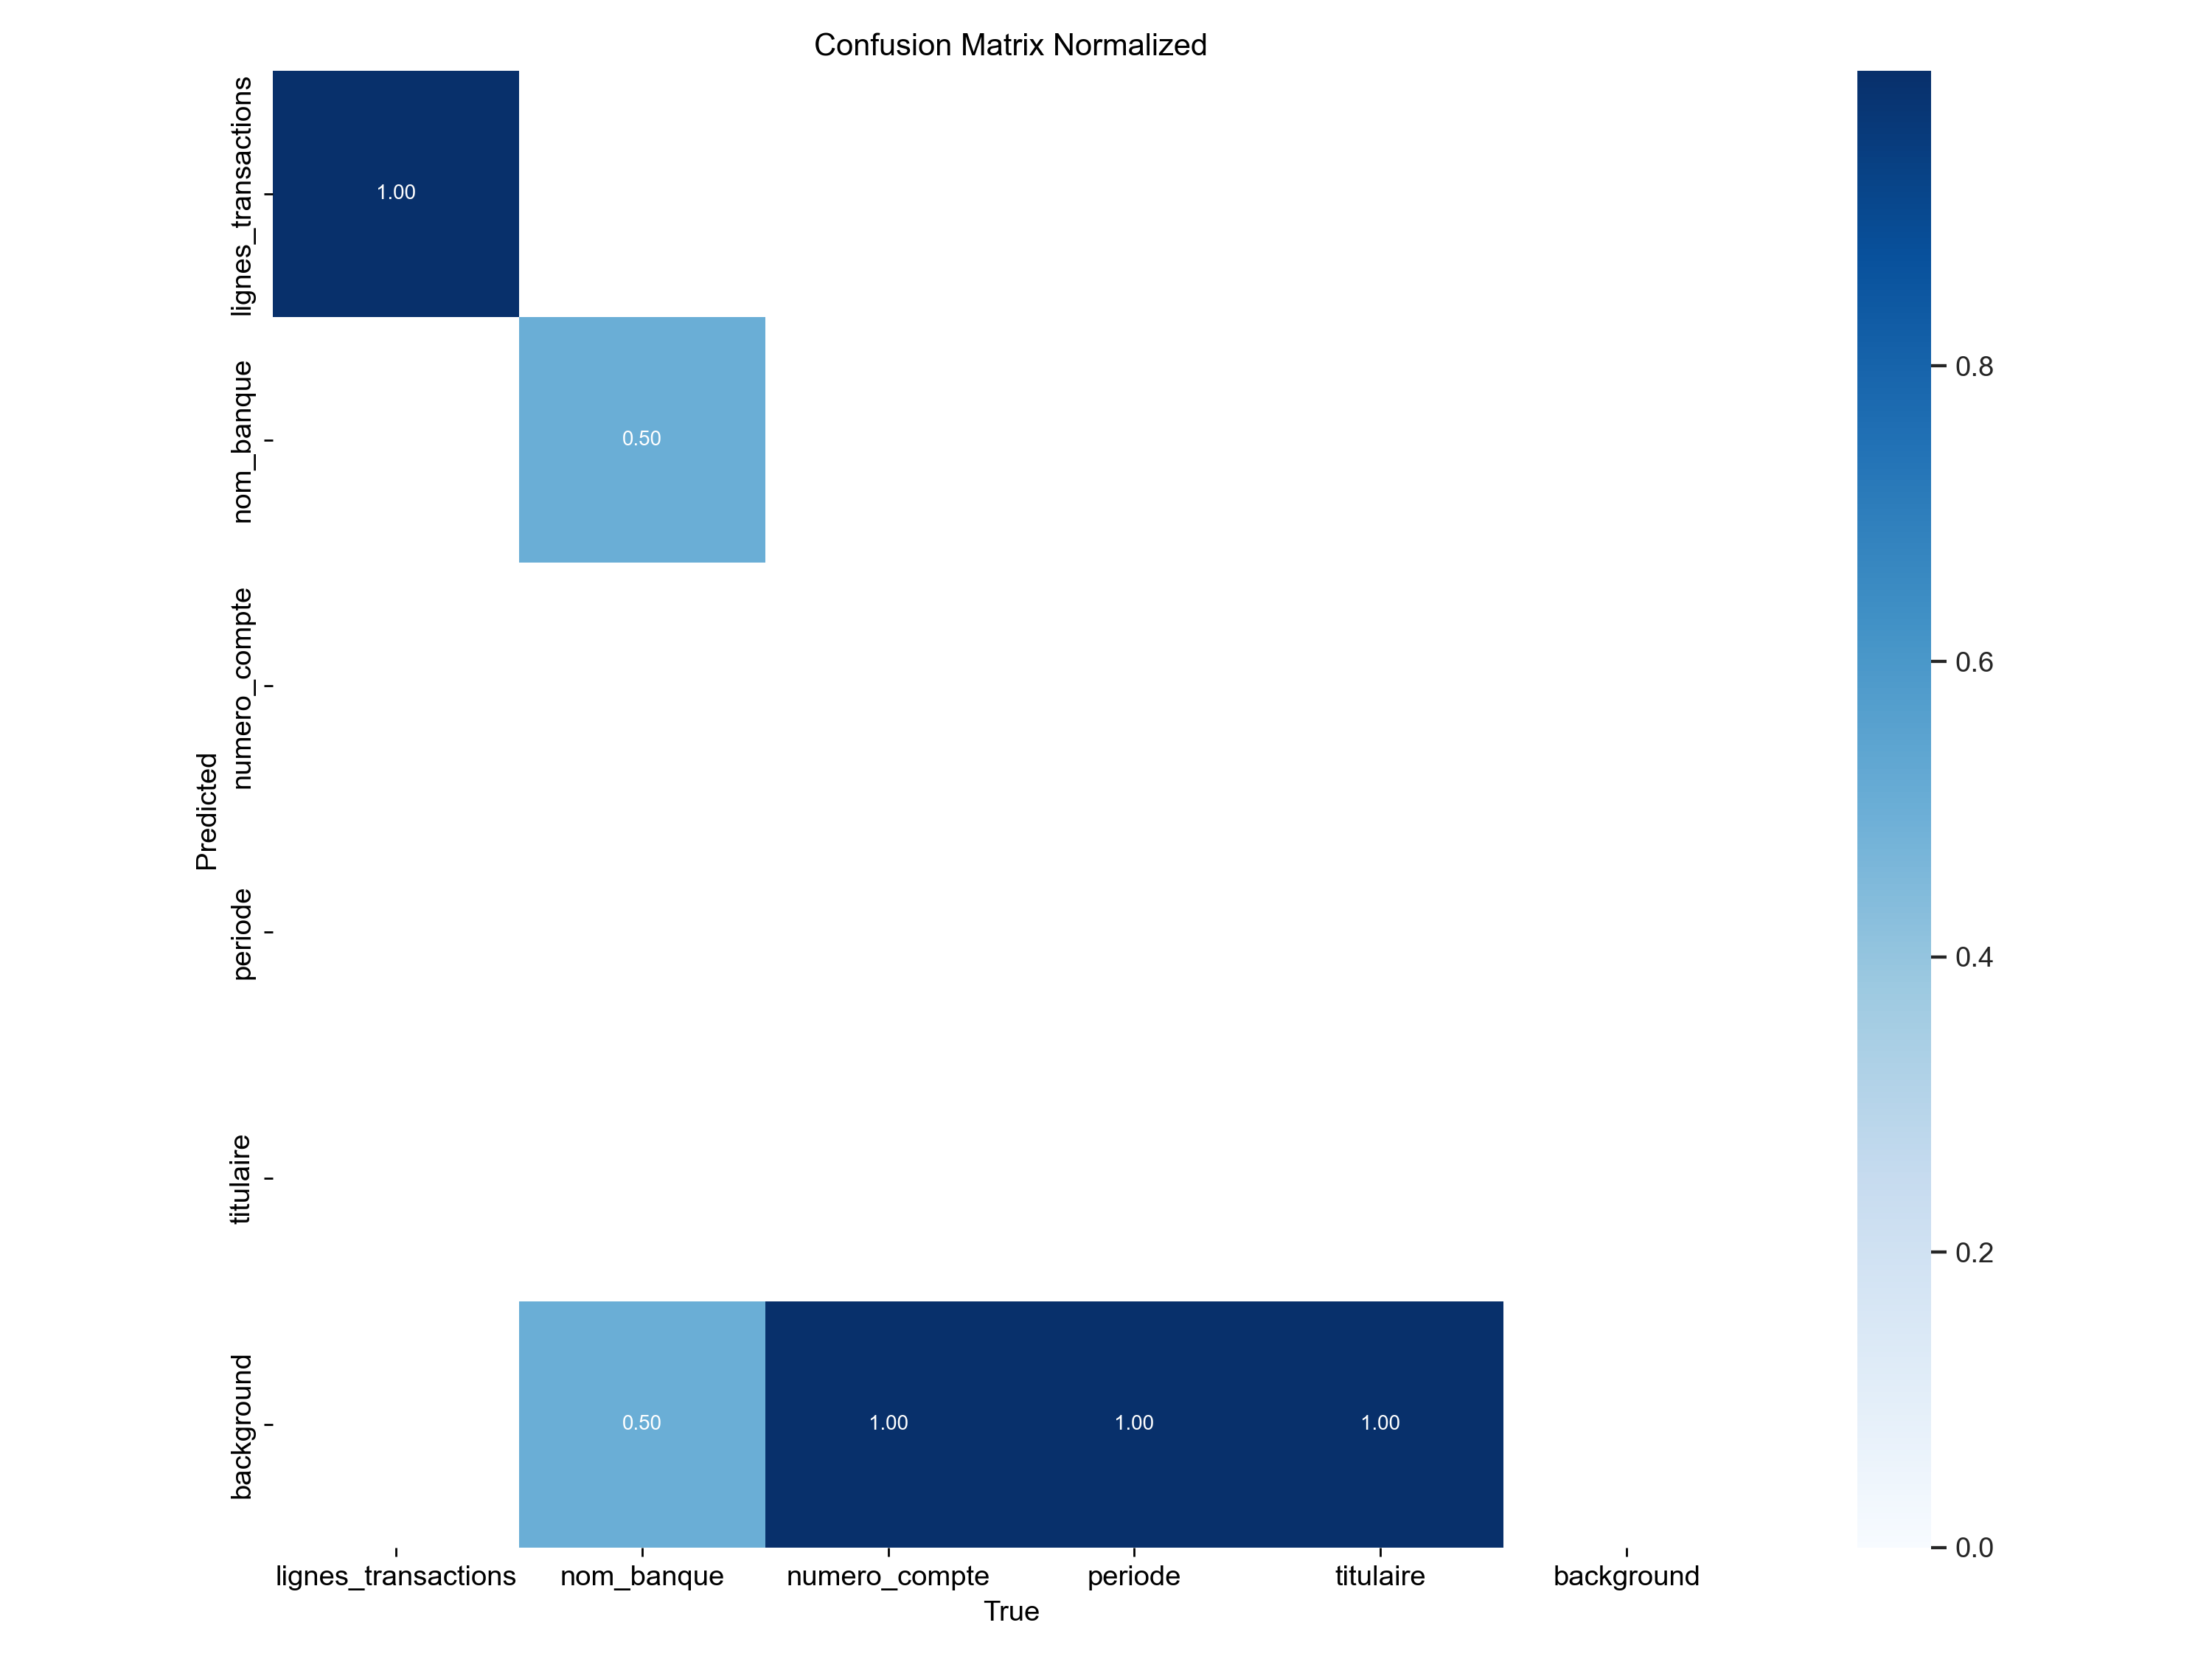 Confusion Matrix Normalized
lignes_transactions
nom_banque
numero_compte
periode
titulaire
background
Predicted
1.00
0.50
0.50
1.00
1.00
1.00
lignes_transactions
nom_banque
numero_compte
periode
titulaire
background
True
0.8
0.6
0.4
0.2
0.0